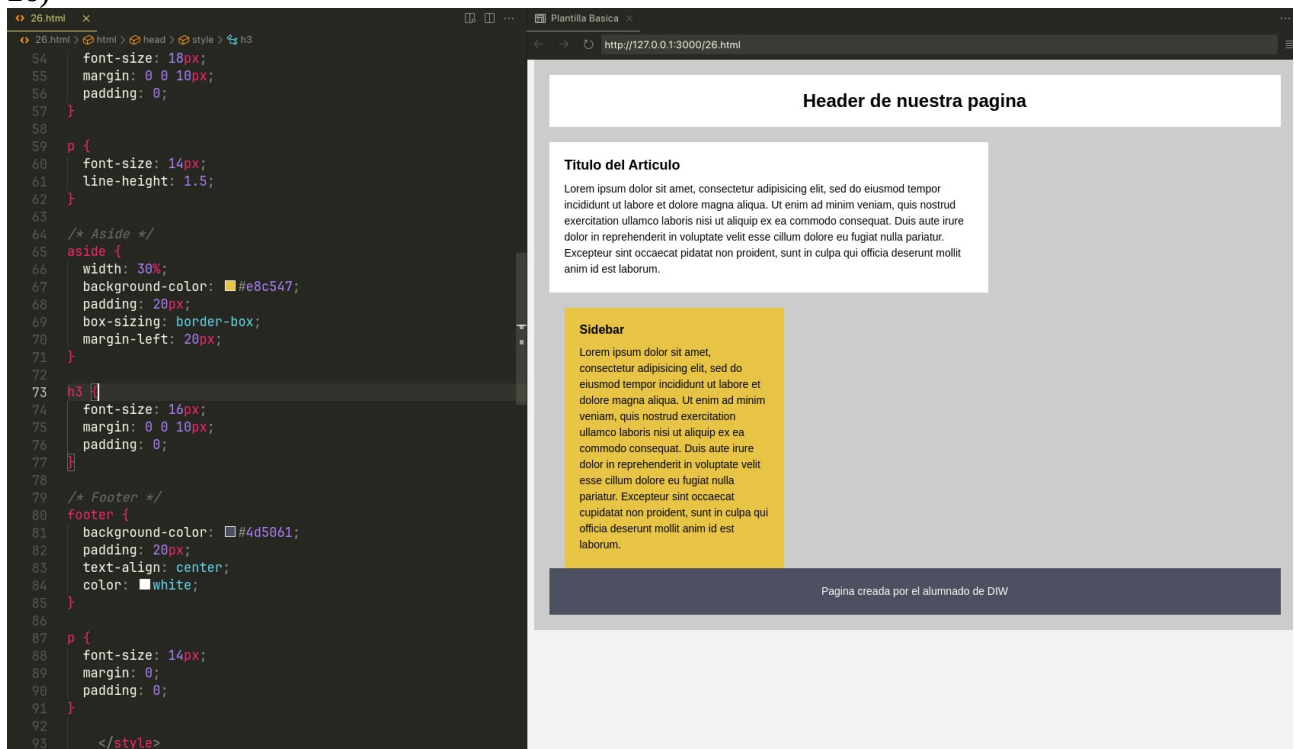 26.html ×
26.html > html > head > style > h3
54 font-size: 18px;
55 margin: 0 0 10px;
56 padding: 0;
57 }
58
59 p {
60 font-size: 14px;
61 line-height: 1.5;
62 }
63
64 /* Aside */
65 aside {
66 width: 30%;
67 background-color: #e8c547;
68 padding: 20px;
69 box-sizing: border-box;
70 margin-left: 20px;
71 }
72
73 h3 {
74 font-size: 16px;
75 margin: 0 0 10px;
76 padding: 0;
77 }
78
79 /* Footer */
80 footer {
81 background-color: #4d5061;
82 padding: 20px;
83 text-align: center;
84 color: white;
85 }
86
87 p {
88 font-size: 14px;
89 margin: 0;
90 padding: 0;
91 }
92
93 </style>
Plantilla Basica ×
http://127.0.0.1:3000/26.html
Header de nuestra pagina
Titulo del Articulo
Lorem ipsum dolor sit amet, consectetur adipisicing elit, sed do eiusmod tempor
incididunt ut labore et dolore magna aliqua. Ut enim ad minim veniam, quis nostrud
exercitation ullamco laboris nisi ut aliquip ex ea commodo consequat. Duis aute irure
dolor in reprehenderit in voluptate velit esse cillum dolore eu fugiat nulla pariatur.
Excepteur sint occaecat pidatat non proident, sunt in culpa qui officia deserunt mollit
anim id est laborum.
Sidebar
Lorem ipsum dolor sit amet,
consectetur adipisicing elit, sed do
eiusmod tempor incididunt ut labore et
dolore magna aliqua. Ut enim ad minim
veniam, quis nostrud exercitation
ullamco laboris nisi ut aliquip ex ea
commodo consequat. Duis aute irure
dolor in reprehenderit in voluptate velit
esse cillum dolore eu fugiat nulla
pariatur. Excepteur sint occaecat
cupidatat non proident, sunt in culpa qui
officia deserunt mollit anim id est
laborum.
Pagina creada por el alumnado de DIW